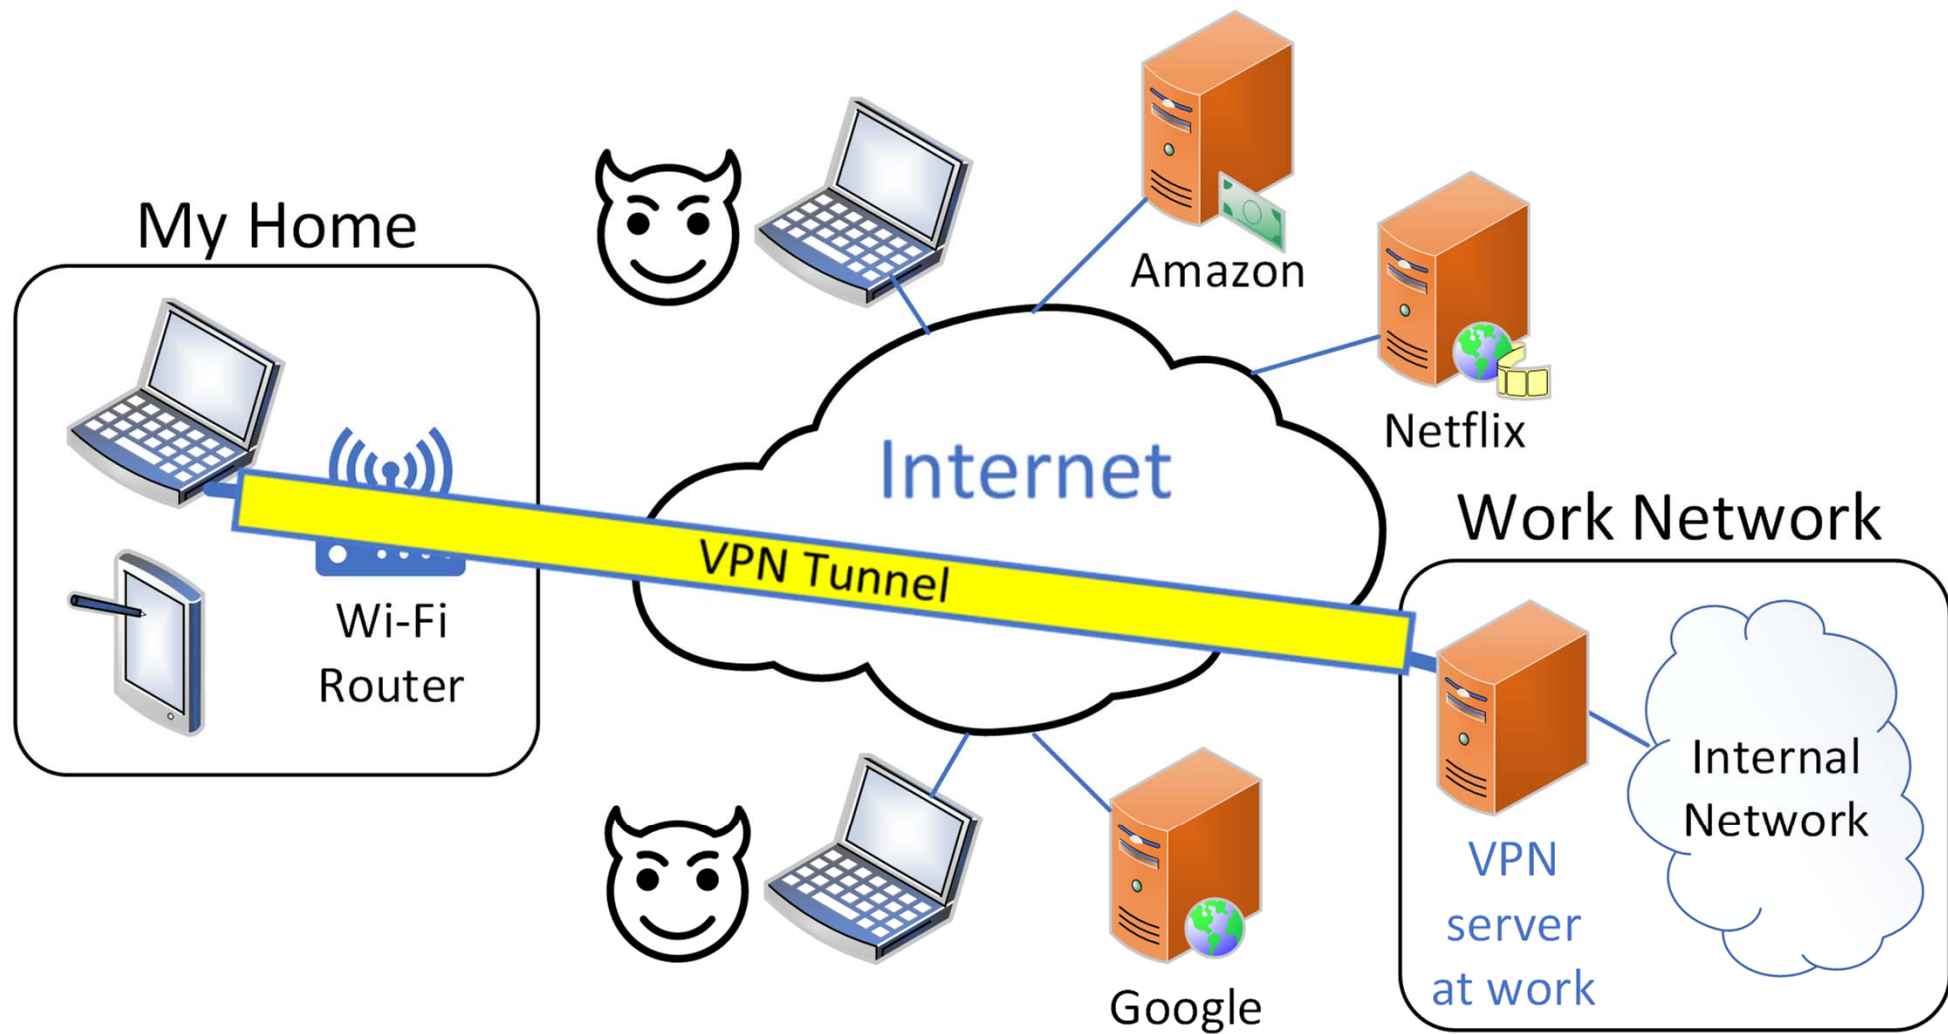 My Home
Amazon
Netflix
Internet
Work Network
VPN Tunnel
Wi-Fi
Router
Internal
Network
VPN
server
at work
Google